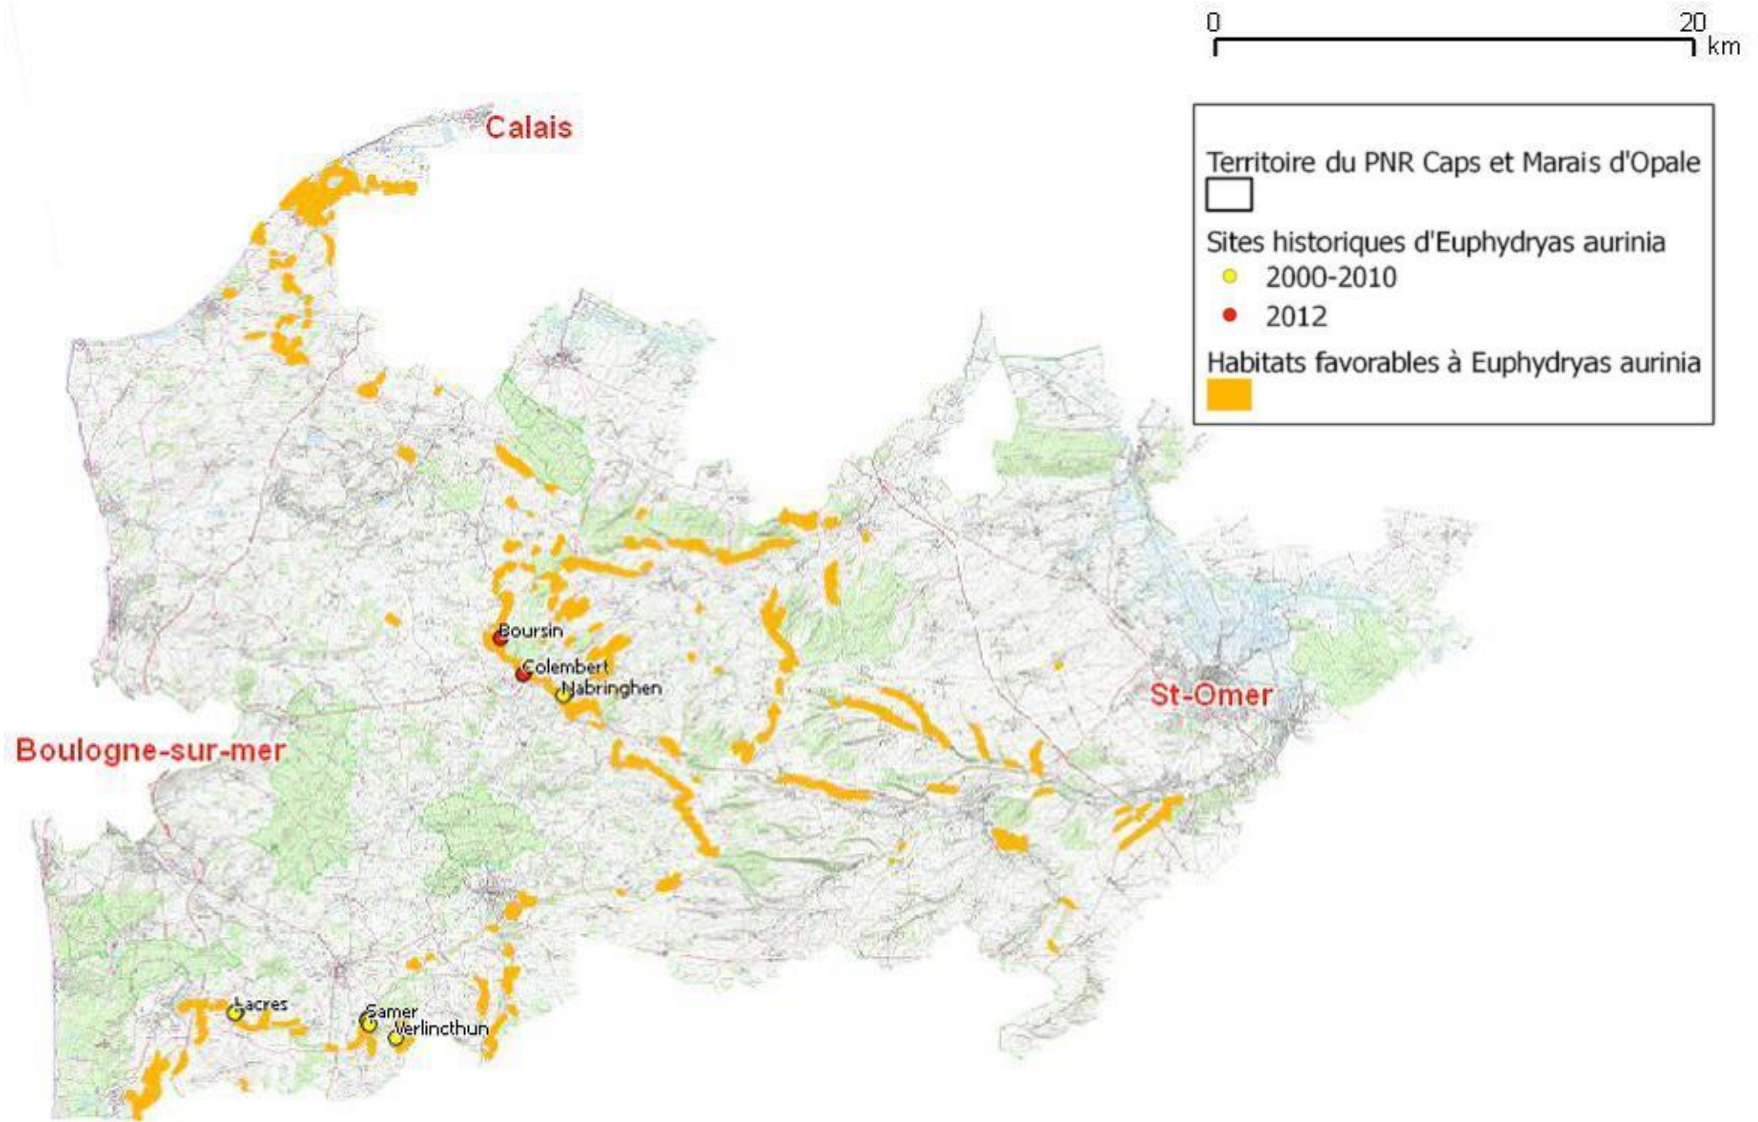 0 20
km
Calais
Territoire du PNR Caps et Marais d'Opale
Sites historiques d'Euphydryas aurinia
2000-2010
2012
Habitats favorables à Euphydryas aurinia
Boursin
Colembert
Nabringhen
St-Omer
Boulogne-sur-mer
Lacres
Samer
Verlincthun